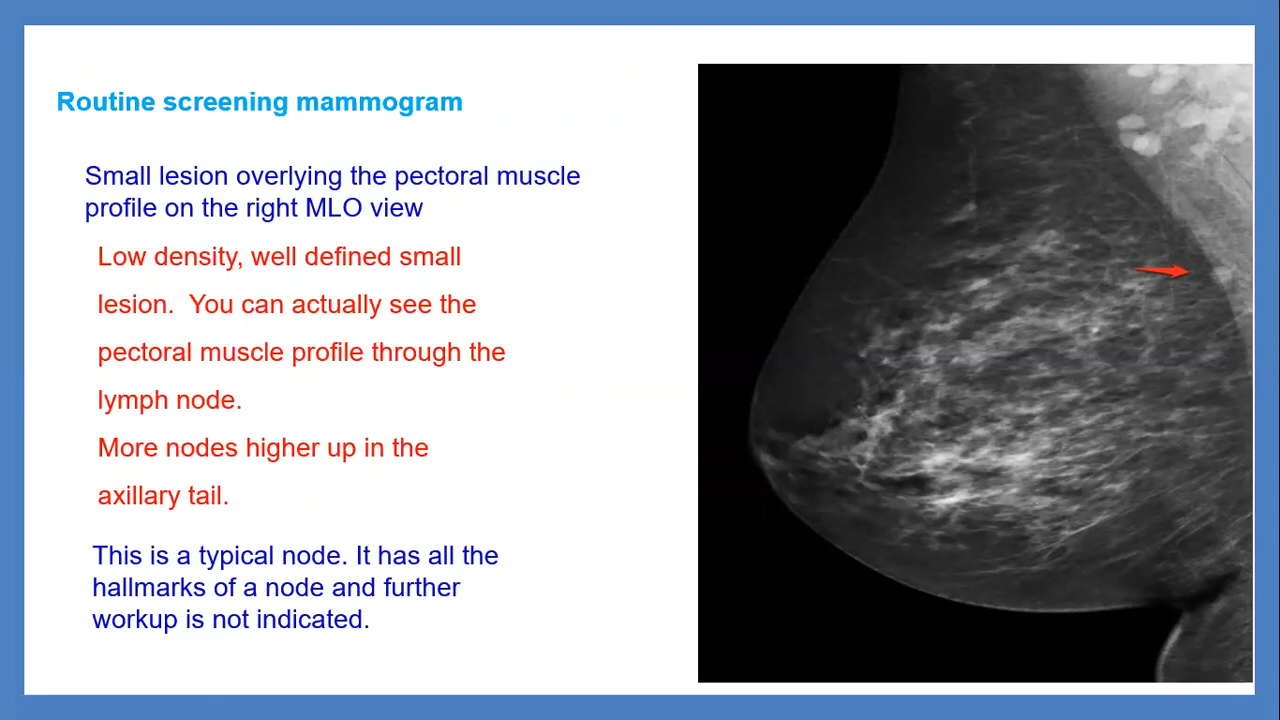 Routine screening mammogram
Small lesion overlying the pectoral muscle
profile on the right MLO view
Low density, well defined small
lesion.  You can actually see the
pectoral muscle profile through the
lymph node.
More nodes higher up in the
axillary tail.
This is a typical node. It has all the
hallmarks of a node and further
workup is not indicated.